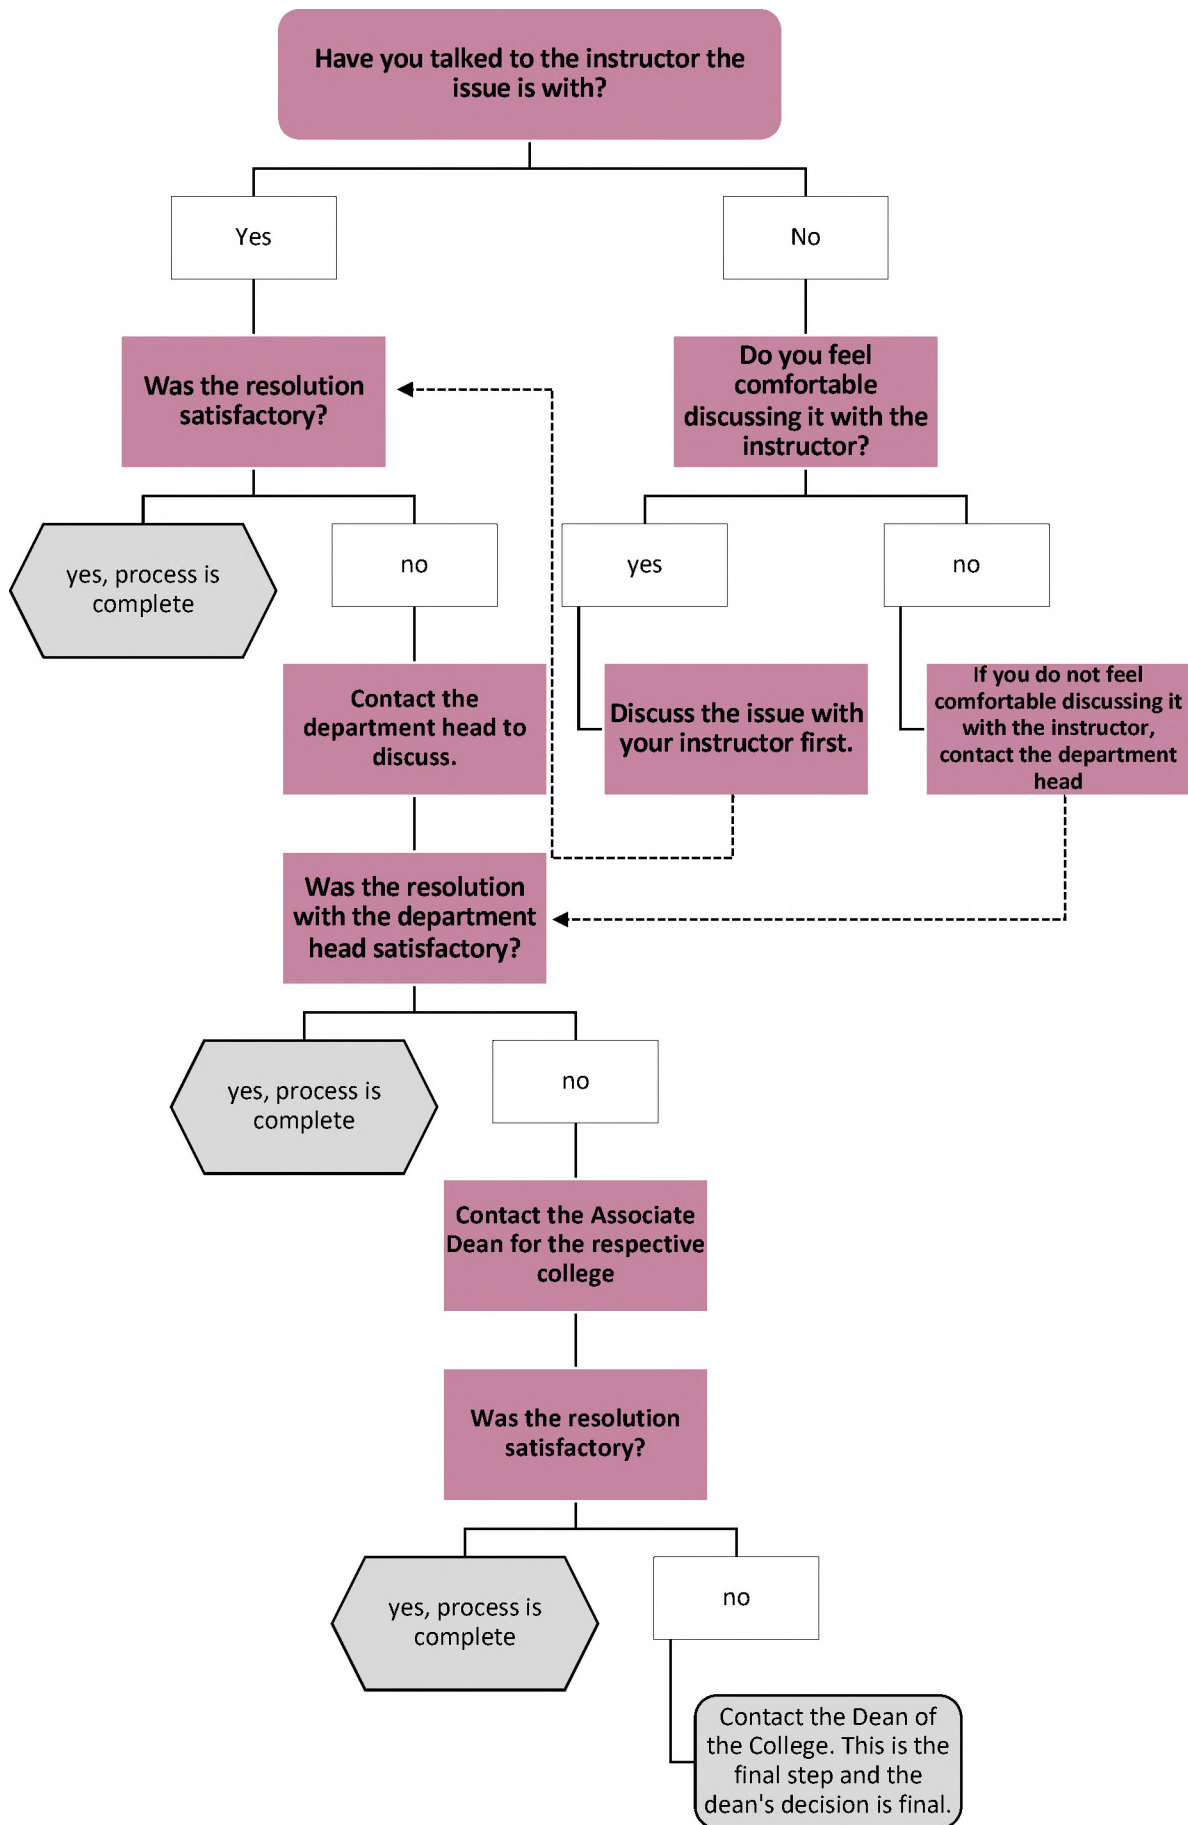 Have you talked to the instructor the
issue is with?
Yes
No
Was the resolution
satisfactory?
Do you feel
comfortable
discussing it with the
instructor?
yes, process is
complete
no
yes
no
Contact the
department head to
discuss.
Discuss the issue with
your instructor first.
If you do not feel
comfortable discussing it
with the instructor,
contact the department
head
Was the resolution
with the department
head satisfactory?
yes, process is
complete
no
Contact the Associate
Dean for the respective
college
Was the resolution
satisfactory?
yes, process is
complete
no
Contact the Dean of
the College. This is the
final step and the
dean's decision is final.